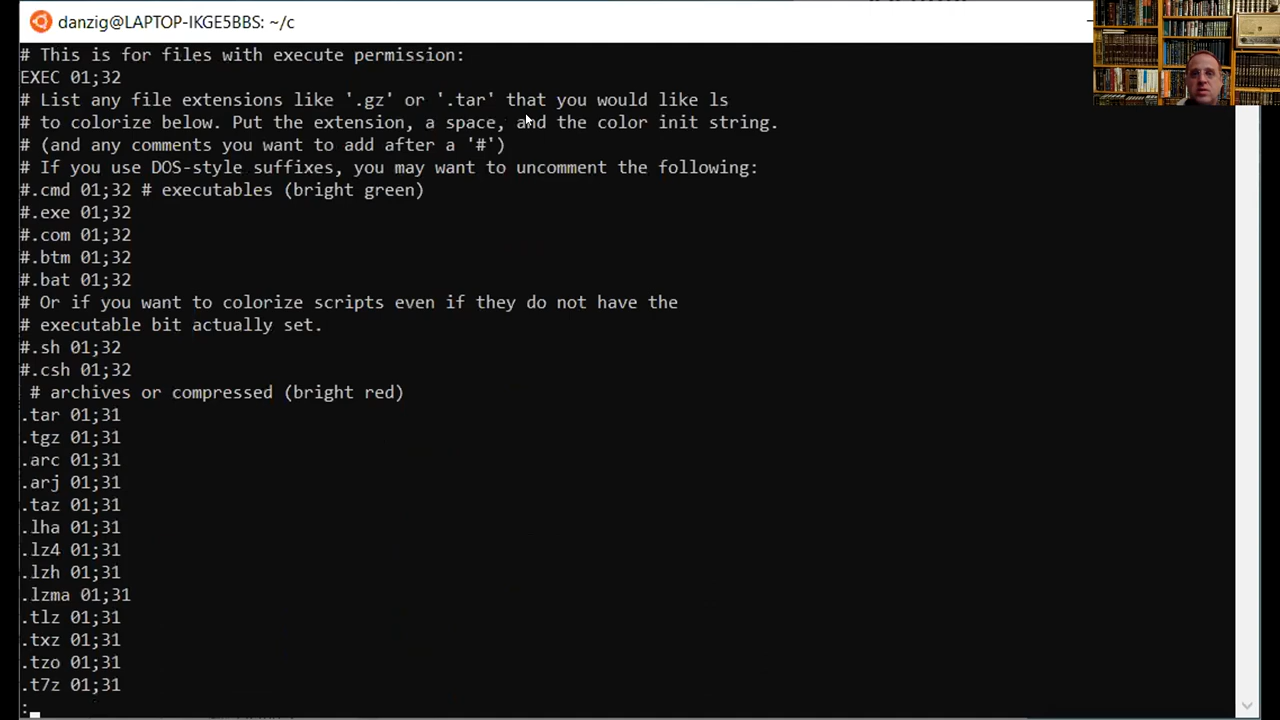 danzig@LAPTOP-IKGE5BBS: ~/c
# This is for files with execute permission:
EXEC 01;32
# List any file extensions like '.gz' or '.tar' that you would like ls
# to colorize below. Put the extension, a space, and the color init string.
# (and any comments you want to add after a '#')
# If you use DOS-style suffixes, you may want to uncomment the following:
#.cmd 01;32 # executables (bright green)
#.exe 01;32
#.com 01;32
#.btm 01;32
#.bat 01;32
# Or if you want to colorize scripts even if they do not have the
# executable bit actually set.
#.sh 01;32
#.csh 01;32
# archives or compressed (bright red)
.tar 01;31
.tgz 01;31
.arc 01;31
.arj 01;31
.taz 01;31
.lha 01;31
.lz4 01;31
.lzh 01;31
.lzma 01;31
.tlz 01;31
.txz 01;31
.tzo 01;31
.t7z 01;31
: